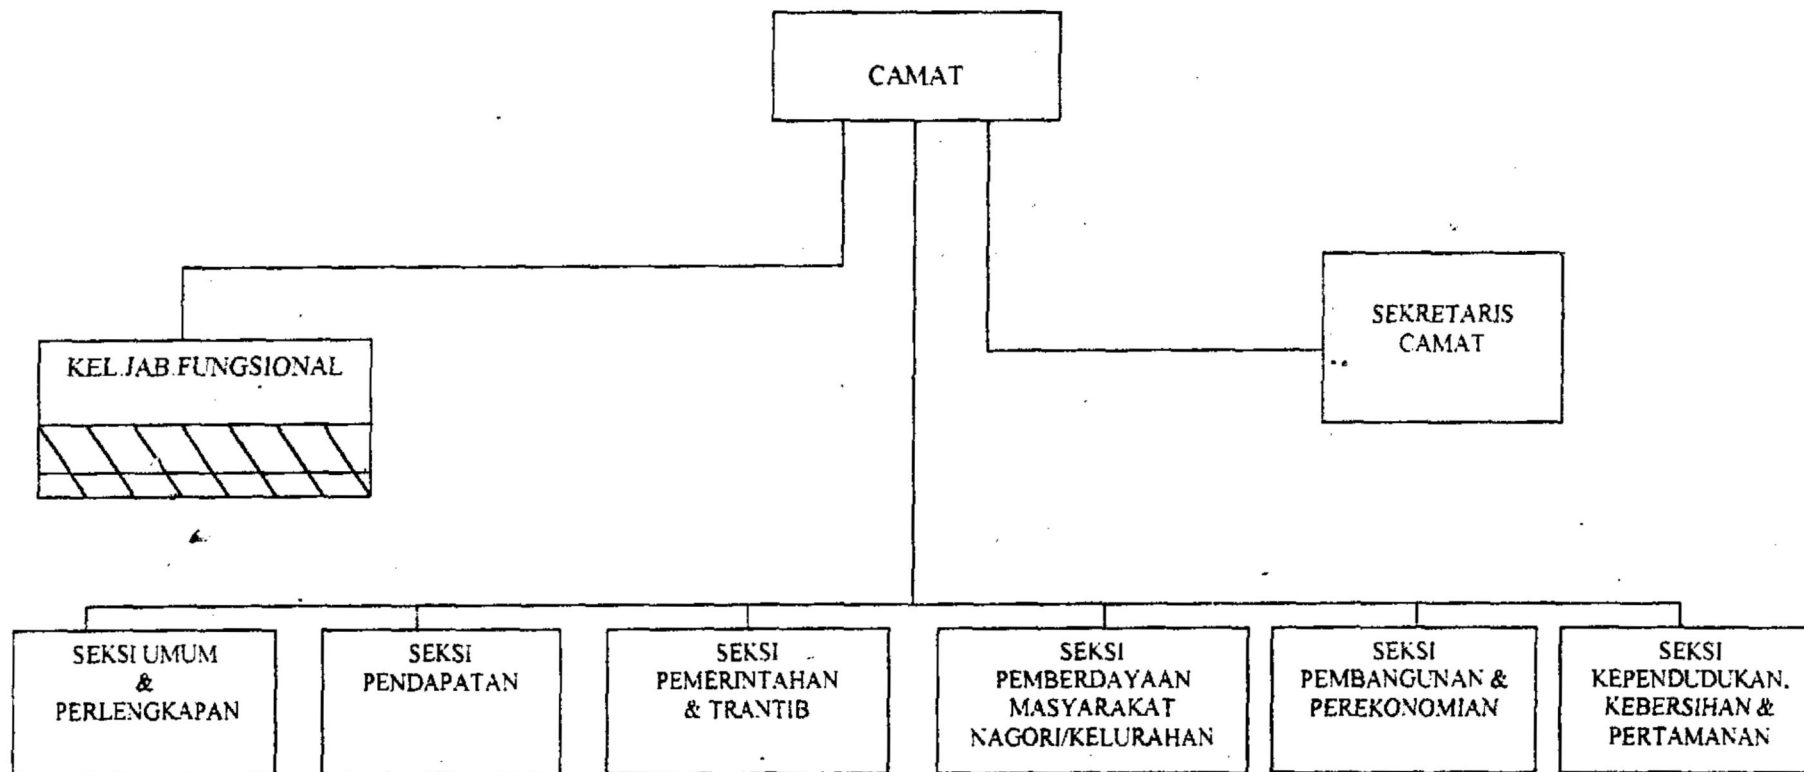 CAMAT
SEKRETARIS
CAMAT
KEL.JAB.FUNGSIONAL
SEKSI UMUM
&
PERLENGKAPAN
SEKSI
PENDAPATAN
SEKSI
PEMERINTAHAN
& TRANTIB
SEKSI
PEMBERDAYAAN
MASYARAKAT
NAGORI/KELURAHAN
SEKSI
PEMBANGUNAN &
PEREKONOMIAN
SEKSI
KEPENDUDUKAN.
KEBERSIHAN &
PERTAMANAN